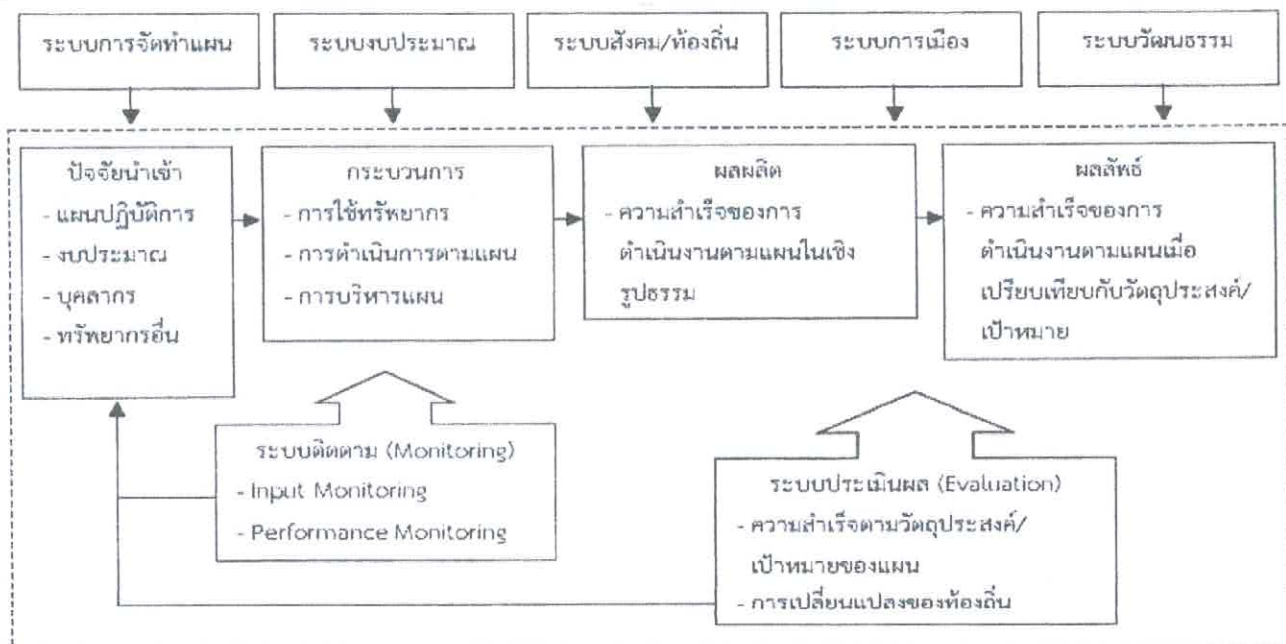 ระบบการจัดทำแผน
ระบบงบประมาณ
ระบบสังคม/ท้องถิ่น
ระบบการเมือง
ระบบวัฒนธรรม
ปัจจัยนำเข้า
- แผนปฏิบัติการ
- งบประมาณ
- บุคลากร
- ทรัพยากรอื่น
กระบวนการ
- การใช้ทรัพยากร
- การดำเนินการตามแผน
- การบริหารแผน
ผลผลิต
- ความสำเร็จของการ
ดำเนินงานตามแผนในเชิง
รูปธรรม
ผลลัพธ์
- ความสำเร็จของการ
ดำเนินงานตามแผนเมื่อ
เปรียบเทียบกับวัตถุประสงค์/
เป้าหมาย
ระบบติดตาม (Monitoring)
- Input Monitoring
- Performance Monitoring
ระบบประเมินผล (Evaluation)
- ความสำเร็จตามวัตถุประสงค์/
เป้าหมายของแผน
- การเปลี่ยนแปลงของท้องถิ่น